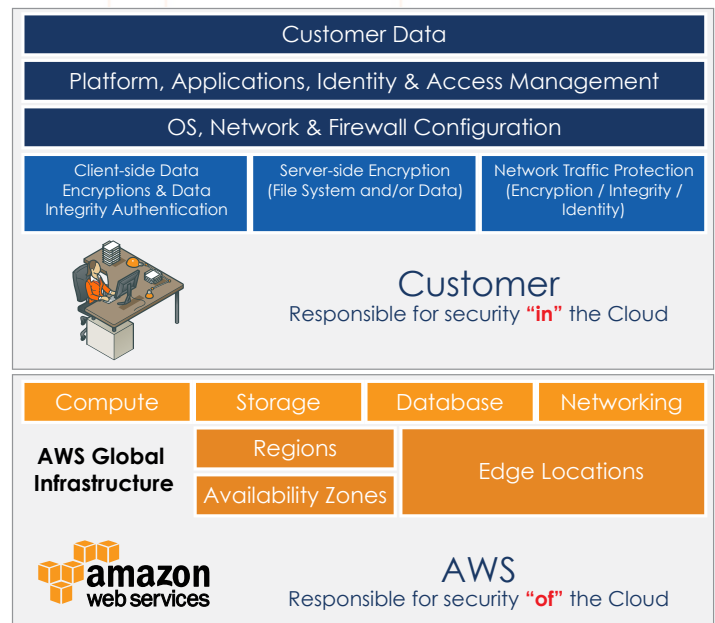 Customer Data
Platform, Applications, Identity & Access Management
OS, Network & Firewall Configuration
Client-side Data
Encryptions & Data
Integrity Authentication
Server-side Encryption
(File System and/or Data)
Network Traffic Protection
(Encryption / Integrity /
Identity)
Customer
Responsible for security “in” the Cloud
Compute
Storage
Database
Networking
AWS Global
Infrastructure
Regions
Availability Zones
Edge Locations
amazon
web services
AWS
Responsible for security “of” the Cloud